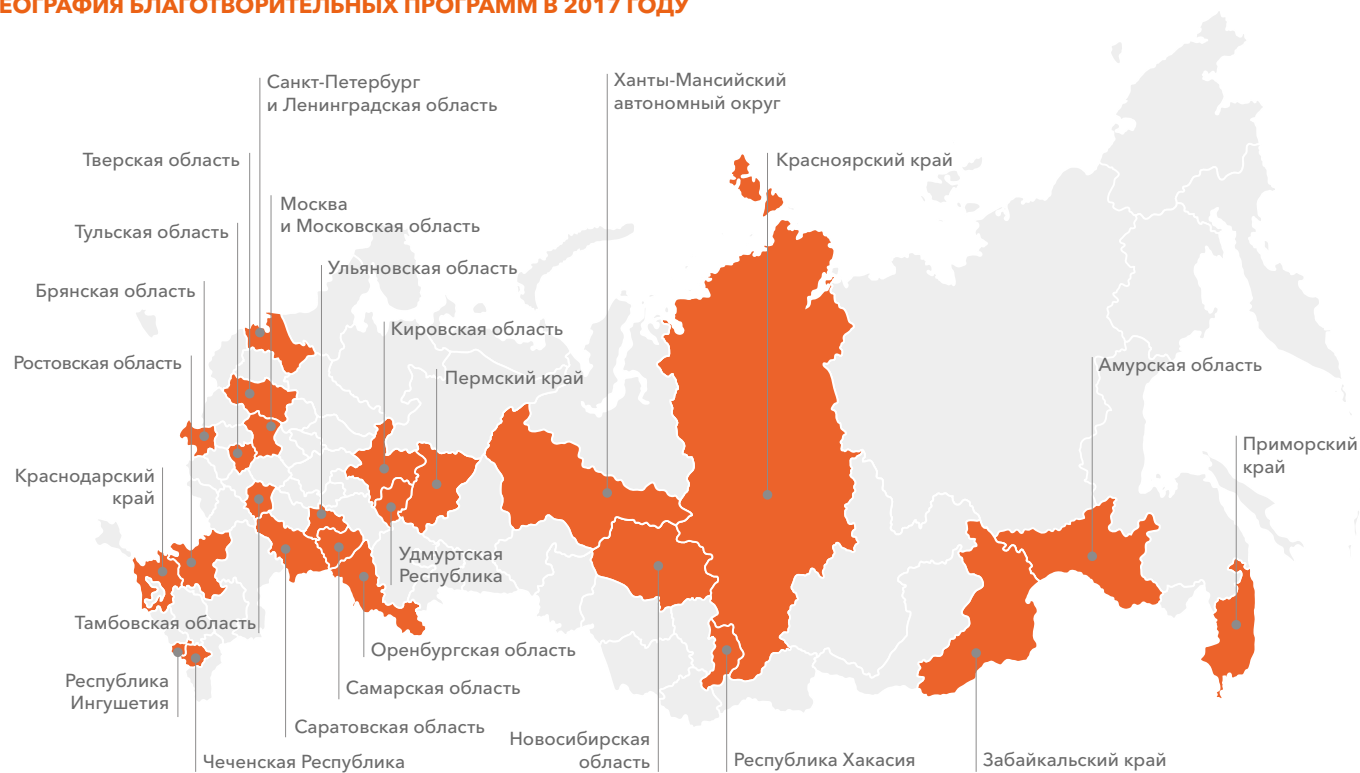 ЕОГРАФИЯ БЛАГОТВОРИТЕЛЬНЫХ ПРОГРАММ В 2017 ГОДУ
Санкт-Петербург
и Ленинградская область
Ханты-Мансийский
автономный округ
Тверская область
Красноярский край
Москва
и Московская область
Тульская область
Ульяновская область
Брянская область
Кировская область
Ростовская область
Пермский край
Амурская область
Приморский
край
Краснодарский
край
Удмуртская
Республика
Тамбовская область
Оренбургская область
Республика
Ингушетия
Самарская область
Саратовская область
Новосибирская
область
Чеченская Республика
Республика Хакасия
Забайкальский край